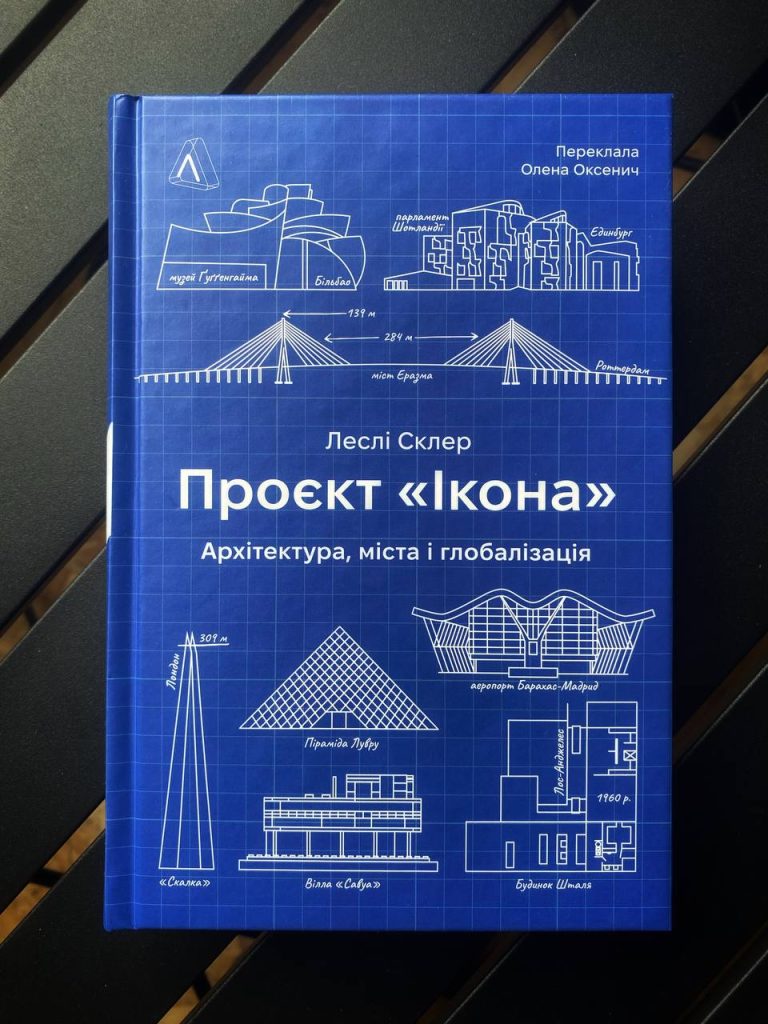 Переклала
Олена Оксенич
музей Ґуґґенгайма
Більбао
парламент
Шотландії
Единбург
139 м
284 м
міст Еразма
Роттердам
Леслі Склер
Проєкт «Ікона»
Архітектура, міста і глобалізація
Лондон
309 м
«Скалка»
Піраміда Лувру
аеропорт Барахас-Мадрид
Вілла «Савуа»
Лос-Анджелес
1960 р.
Будинок Шталя